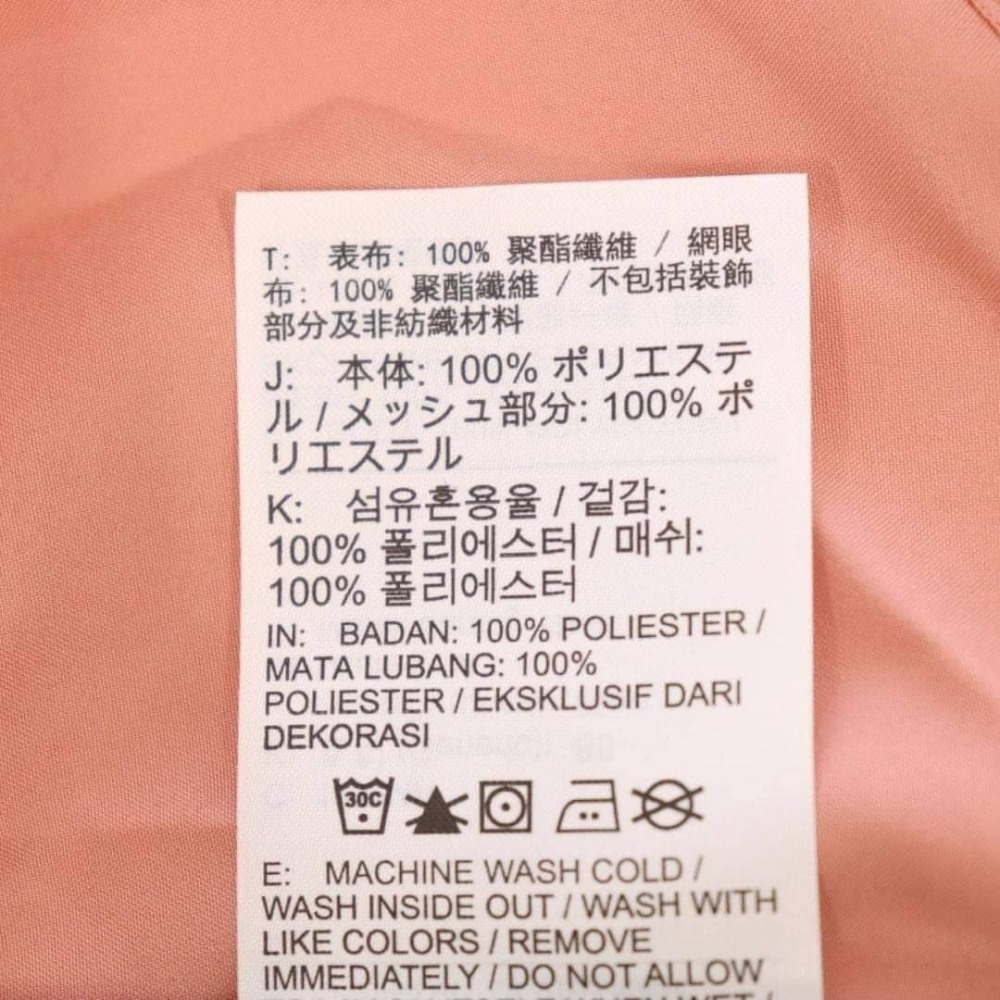 T: 表布: 100% 聚酯纖維 / 網眼
布: 100% 聚酯纖維 / 不包括裝飾
部分及非紡織材料
J: 本体: 100% ポリエステ
ル / メッシュ部分: 100% ポ
リエステル
K: 섬유혼용율 / 겉감:
100% 폴리에스터 / 매쉬:
100% 폴리에스터
IN: BADAN: 100% POLIESTER /
MATA LUBANG: 100%
POLIESTER / EKSKLUSIF DARI
DEKORASI
30C
E: MACHINE WASH COLD /
WASH INSIDE OUT / WASH WITH
LIKE COLORS / REMOVE
IMMEDIATELY / DO NOT ALLOW